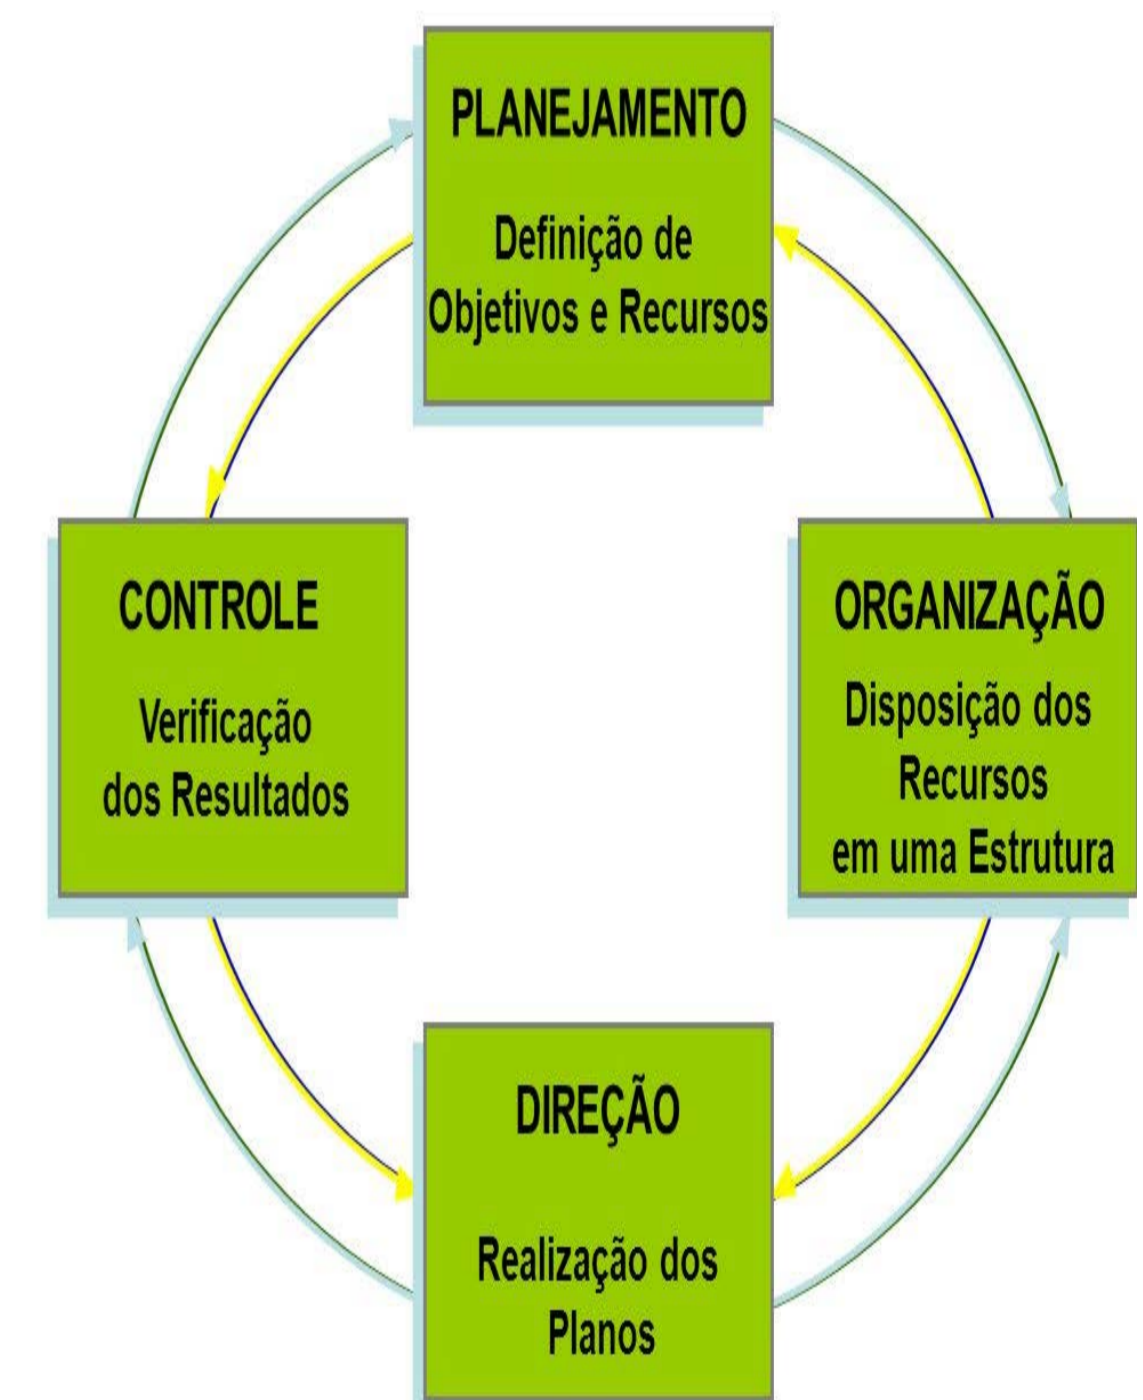 PLANEJAMENTO
Definição de
Objetivos e Recursos
CONTROLE
Verificação
dos Resultados
ORGANIZAÇÃO
Disposição dos
Recursos
em uma Estrutura
DIREÇÃO
Realização dos
Planos